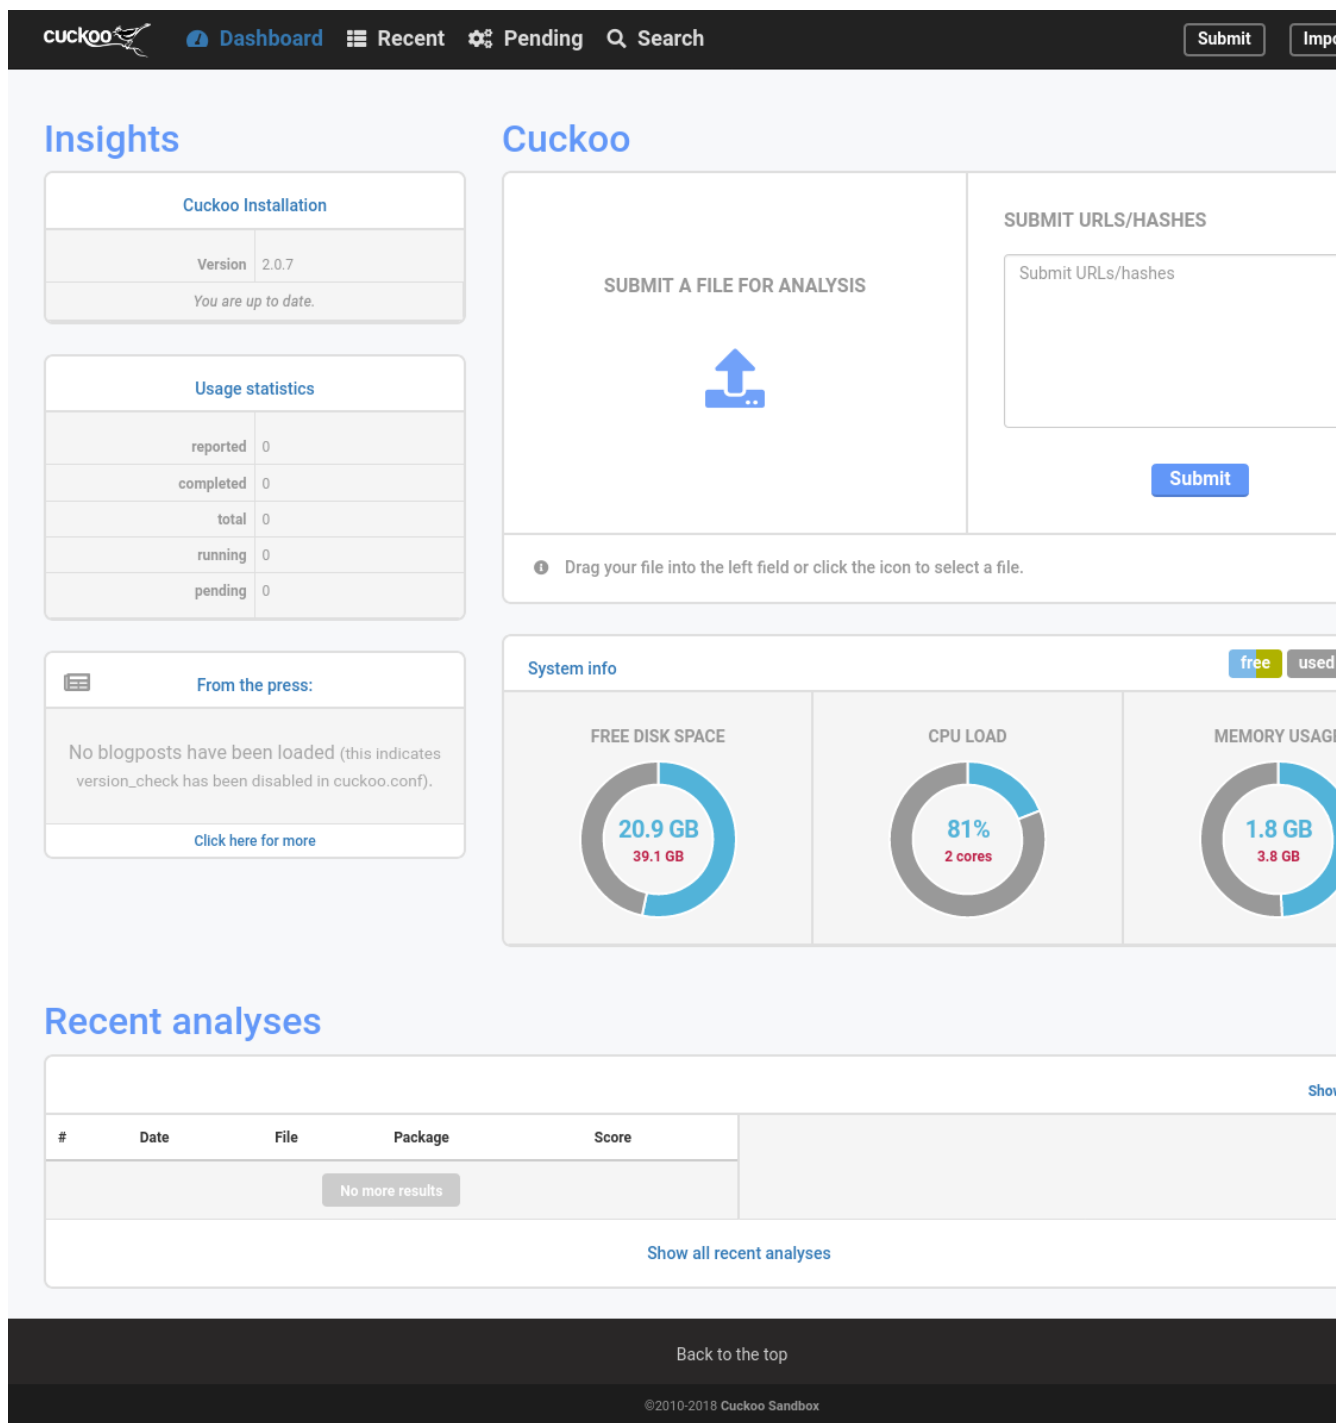 cuckoo Dashboard Recent Pending Search Submit
Insights
Cuckoo Installation
Version 2.0.7
You are up to date.
Usage statistics
reported 0
completed 0
total 0
running 0
pending 0
From the press:
No blogposts have been loaded (this indicates
version_check has been disabled in cuckoo.conf).
Click here for more
Cuckoo
SUBMIT A FILE FOR ANALYSIS
SUBMIT URLS/HASHES
Submit URLs/hashes
Submit
Drag your file into the left field or click the icon to select a file.
System info
free used
FREE DISK SPACE
20.9 GB
39.1 GB
CPU LOAD
81%
2 cores
MEMORY
1.8 GB
3.8 GB
Recent analyses
# Date File Package Score
No more results
Show all recent analyses
Back to the top
©2010-2018 Cuckoo Sandbox